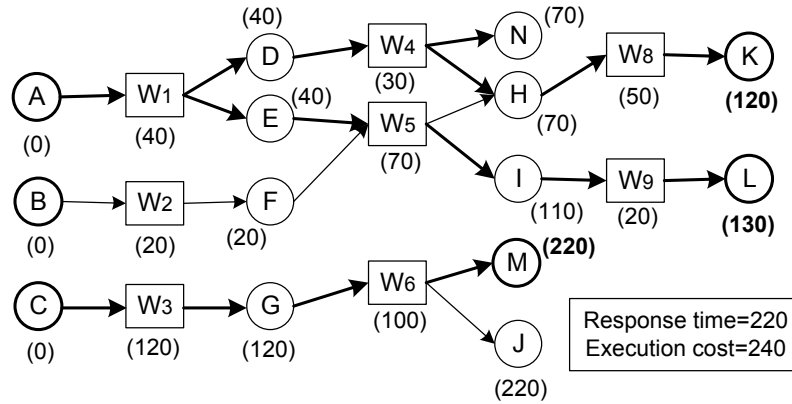 (40)
(70)
D
W4
N
A
W1
(40)
(30)
H
W8
K
(0)
(40)
E
W5
(70)
(50)
(120)
(70)
B
W2
F
I
W9
L
(0)
(20)
(20)
(110)
(20)
(130)
(220)
M
C
W3
G
W6
(0)
(120)
(120)
(100)
J
(220)
Response time=220
Execution cost=240